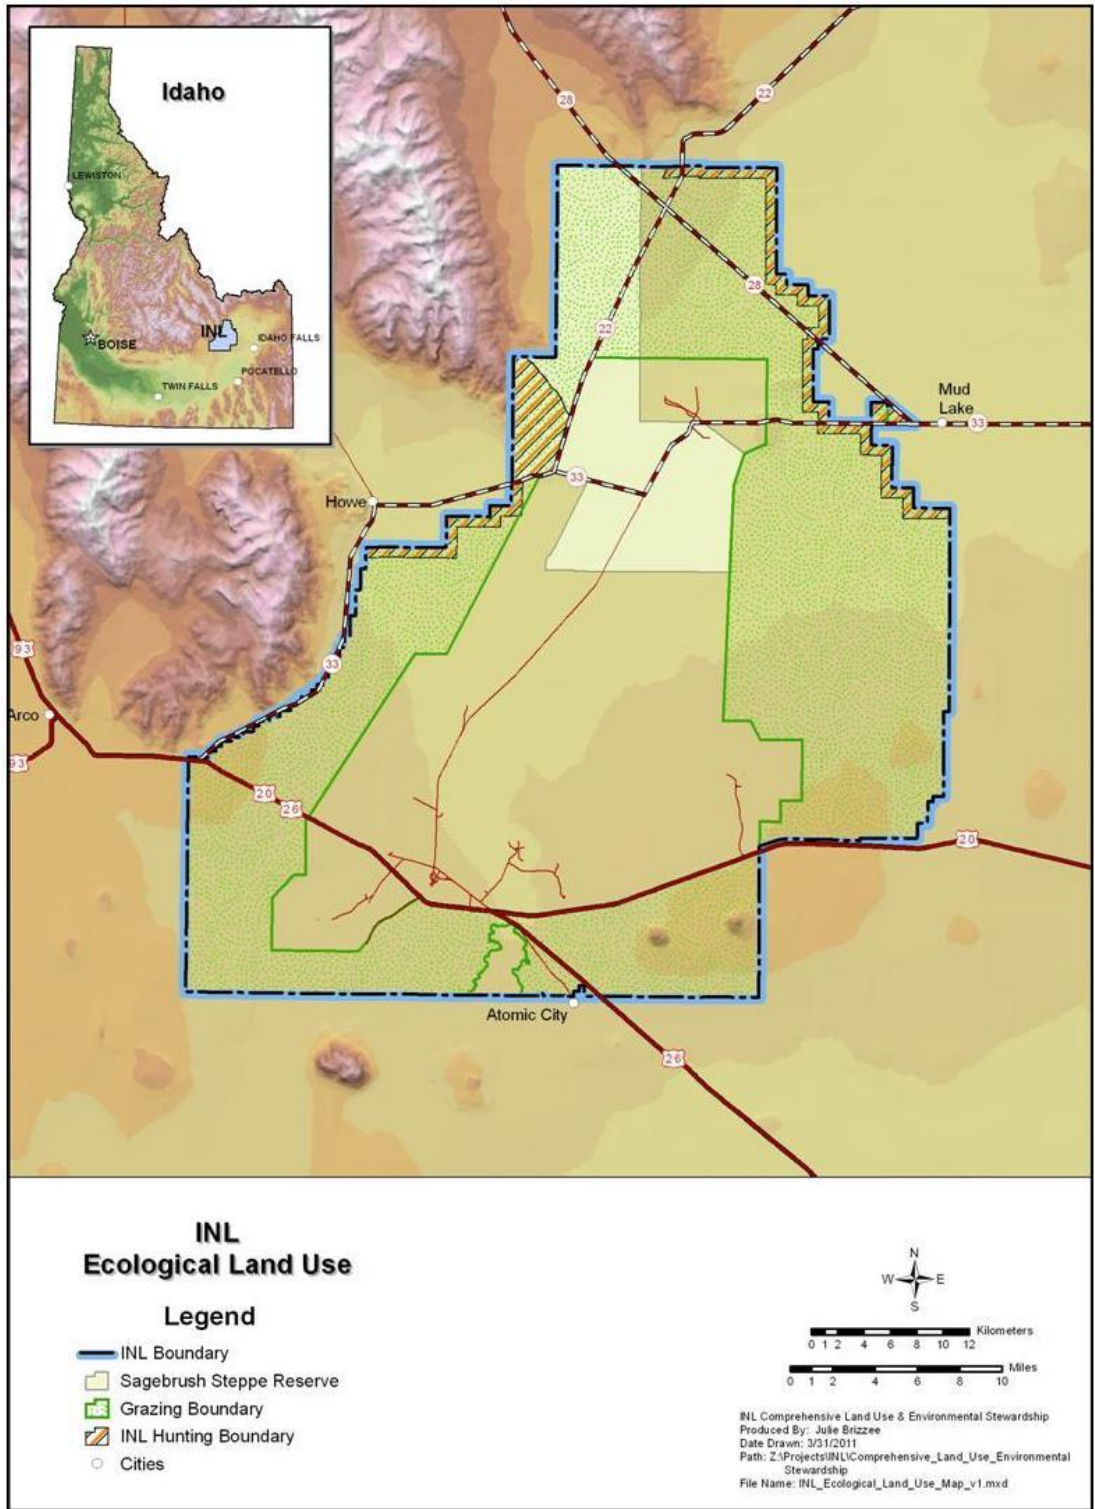 Idaho
LEWISTON
INL
BOISE
IDAHO FALLS
POCATELLO
TWIN FALLS
28
22
28
22
Mud
Lake
33
33
Howe
33
93
Arco
93
20
26
20
Atomic City
26
INL
Ecological Land Use
Legend
INL Boundary
Sagebrush Steppe Reserve
Grazing Boundary
INL Hunting Boundary
Cities
N
W E
S
Kilometers
0 1 2 4 6 8 10 12
Miles
0 1 2 4 6 8 10
INL Comprehensive Land Use & Environmental Stewardship
Produced By: Julie Brizzee
Date Drawn: 3/31/2011
Path: Z:\Projects\INL\Comprehensive_Land_Use_Environmental
Stewardship
File Name: INL_Ecological_Land_Use_Map_v1.mxd